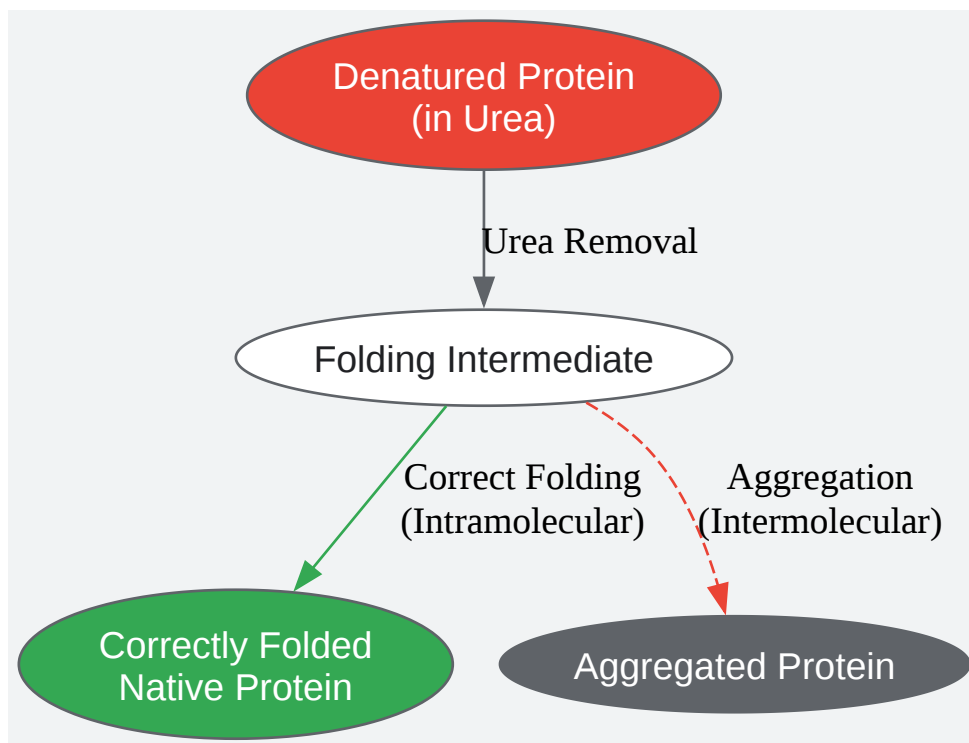 Denatured Protein
(in Urea)
Urea Removal
Folding Intermediate
Correct Folding
(Intramolecular)
Aggregation
(Intermolecular)
Correctly Folded
Native Protein
Aggregated Protein